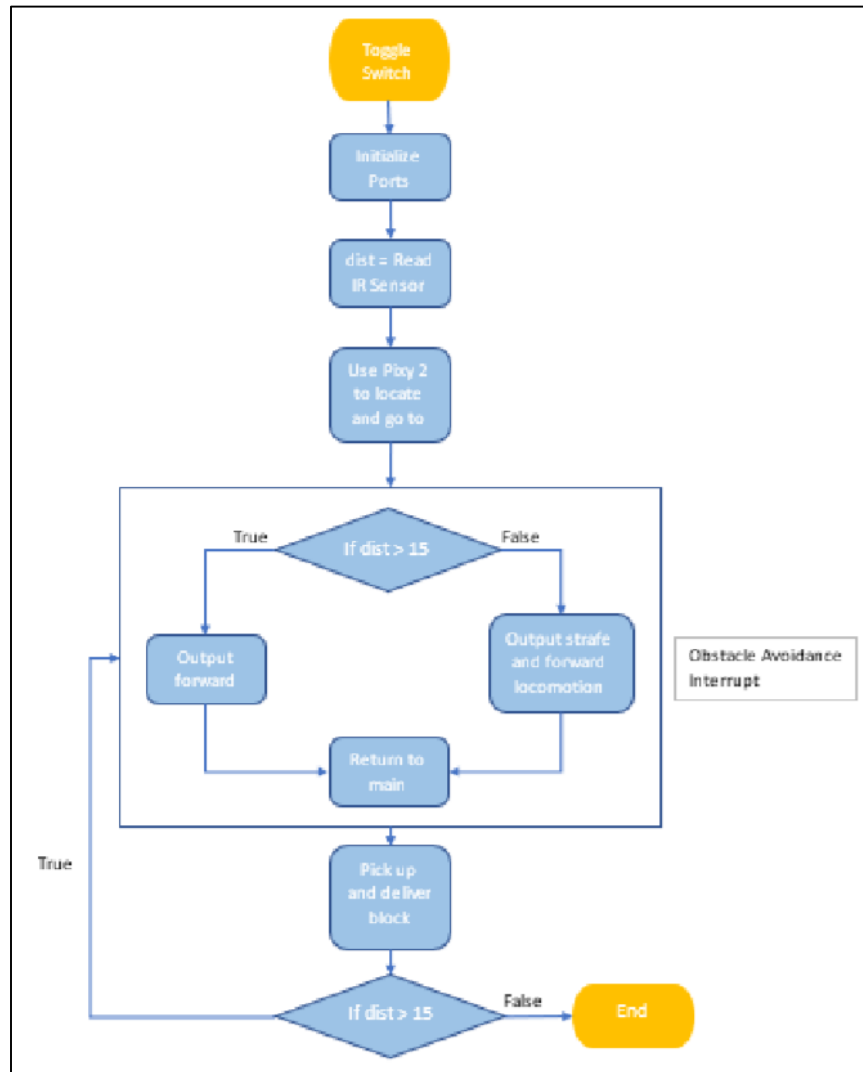 Toggle
Switch
Initialize
Ports
dist = Read
IR Sensor
Use Pixy 2
to locate
and go to
If dist > 15
True
False
Output
forward
Output strafe
and forward
locomotion
Obstacle Avoidance
Interrupt
Return to
main
True
Pick up
and deliver
block
If dist > 15
False
End